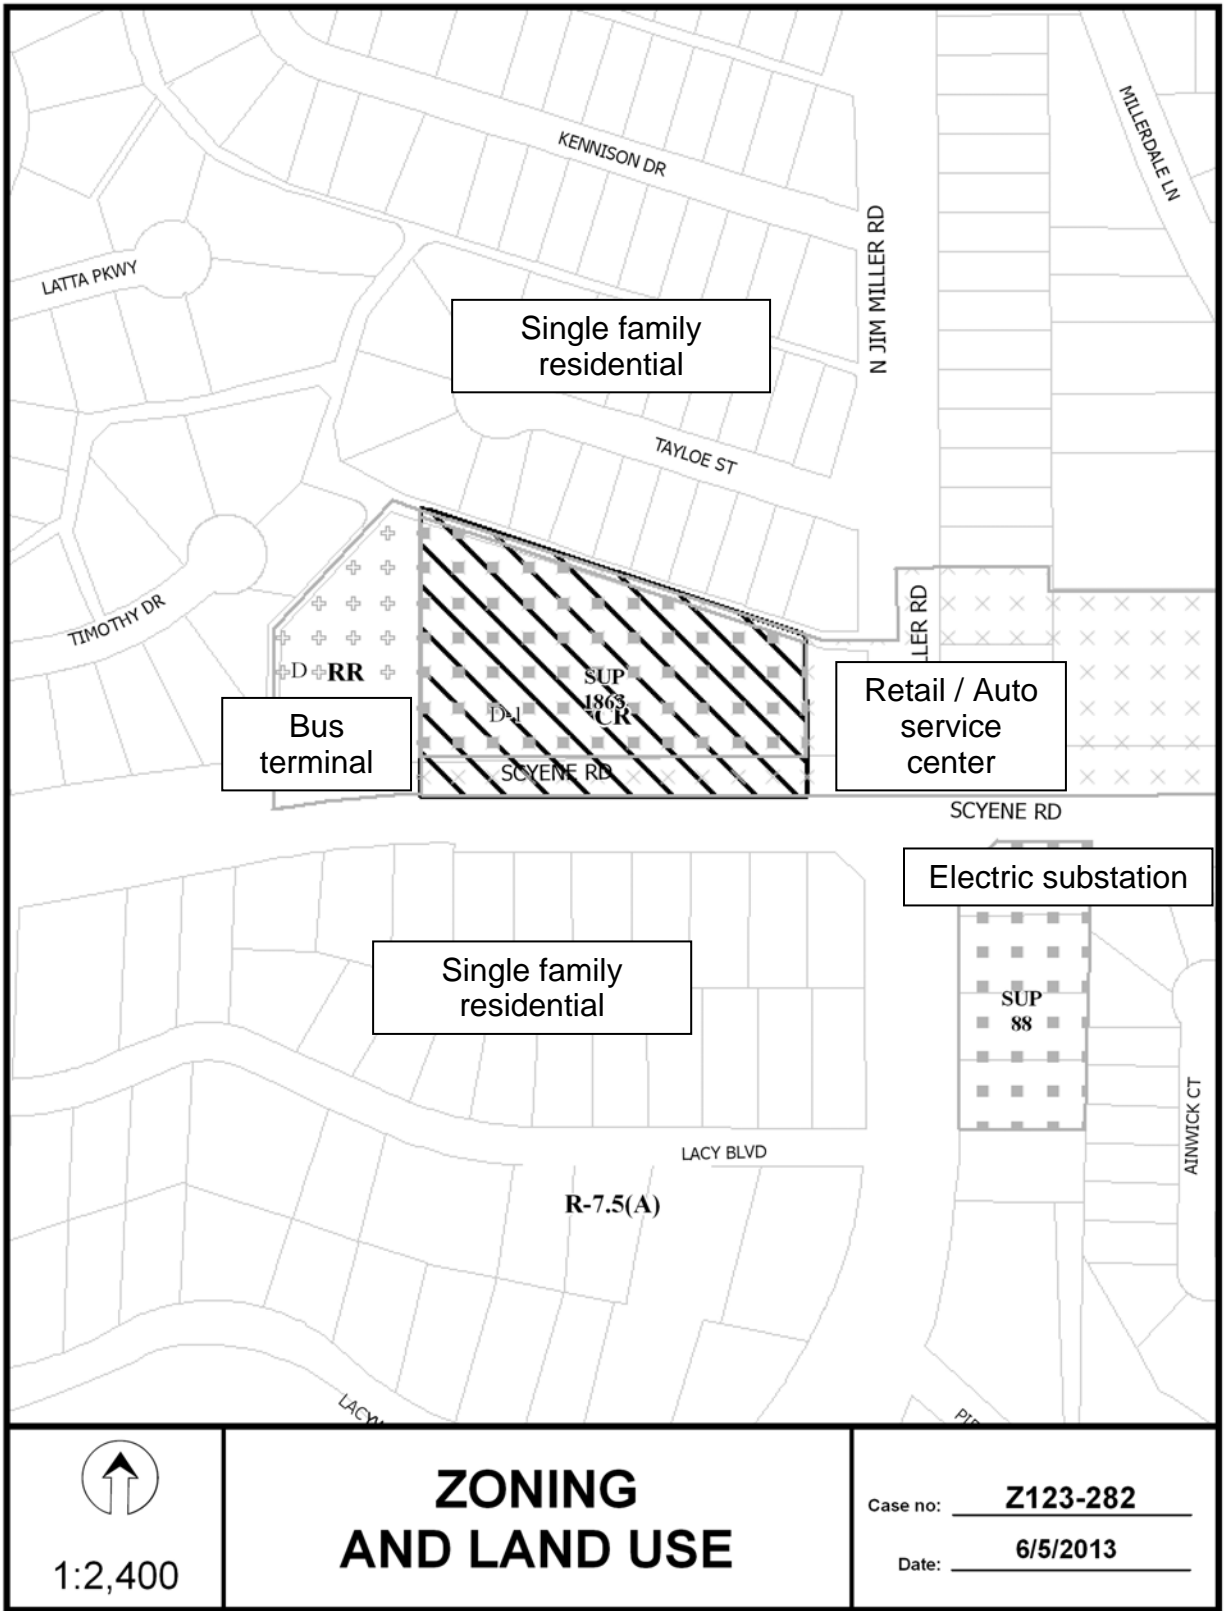 MILLERDALE LN
KENNISON DR
LATTA PKWY
N JIM MILLER RD
Single family
residential
TAYLOE ST
TIMOTHY DR
LLER RD
D
RR
SUP
1863
D-1
CR
Bus
terminal
Retail / Auto
service
center
SCYENE RD
SCYENE RD
Electric substation
Single family
residential
SUP
88
AINWICK CT
LACY BLVD
R-7.5(A)
1:2,400
ZONING
AND LAND USE
Case no: Z123-282
Date: 6/5/2013